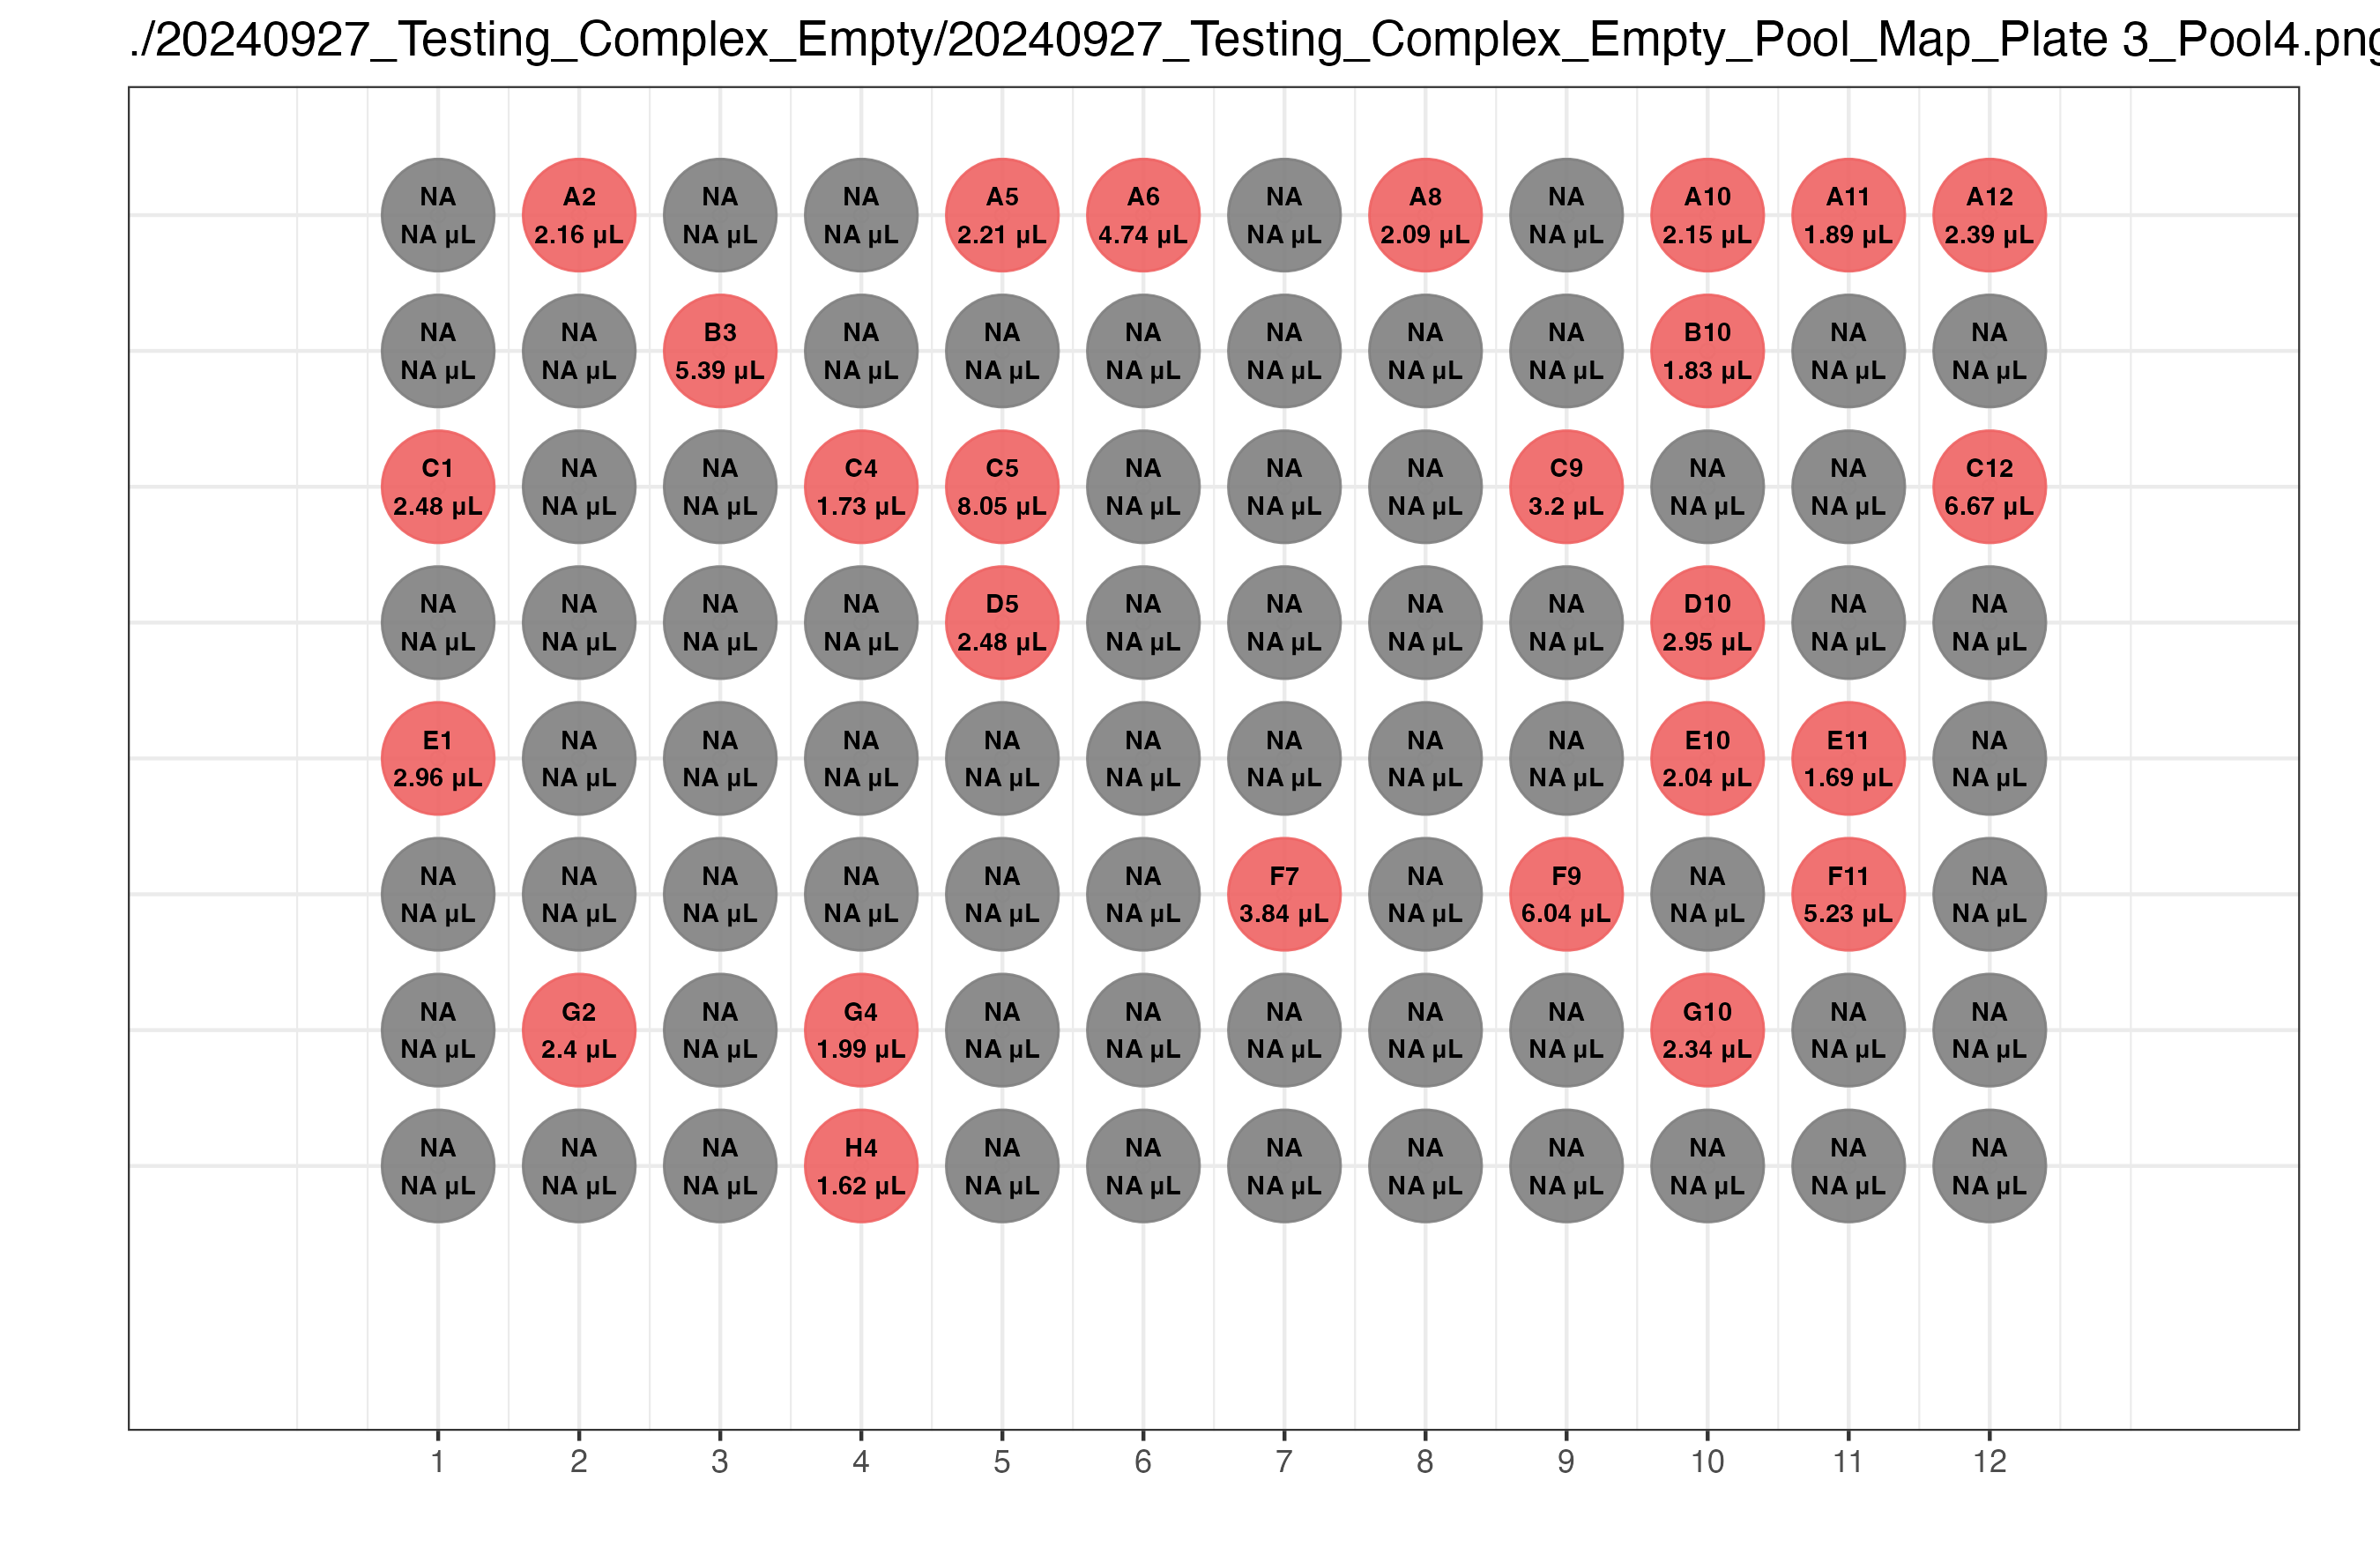 ./20240927_Testing_Complex_Empty/20240927_Testing_Complex_Empty_Pool_Map_Plate 3_Pool4.png
NA A2 NA NA A5 A6 NA A8 NA A10 A11 A12
NA µL 2.16 µL NA µL NA µL 2.21 µL 4.74 µL NA µL 2.09 µL NA µL 2.15 µL 1.89 µL 2.39 µL
NA NA B3 NA NA NA NA NA NA B10 NA NA
NA µL NA µL 5.39 µL NA µL NA µL NA µL NA µL NA µL NA µL 1.83 µL NA µL NA µL
C1 NA NA C4 C5 NA NA NA C9 NA NA C12
2.48 µL NA µL NA µL 1.73 µL 8.05 µL NA µL NA µL NA µL 3.2 µL NA µL NA µL 6.67 µL
NA NA NA NA D5 NA NA NA NA D10 NA NA
NA µL NA µL NA µL NA µL 2.48 µL NA µL NA µL NA µL NA µL 2.95 µL NA µL NA µL
E1 NA NA NA NA NA NA NA NA E10 E11 NA
2.96 µL NA µL NA µL NA µL NA µL NA µL NA µL NA µL NA µL 2.04 µL 1.69 µL NA µL
NA NA NA NA NA NA F7 NA F9 NA F11 NA
NA µL NA µL NA µL NA µL NA µL NA µL 3.84 µL NA µL 6.04 µL NA µL 5.23 µL NA µL
NA G2 NA G4 NA NA NA NA NA G10 NA NA
NA µL 2.4 µL NA µL 1.99 µL NA µL NA µL NA µL NA µL NA µL 2.34 µL NA µL NA µL
NA NA NA H4 NA NA NA NA NA NA NA NA
NA µL NA µL NA µL 1.62 µL NA µL NA µL NA µL NA µL NA µL NA µL NA µL NA µL
1 2 3 4 5 6 7 8 9 10 11 12